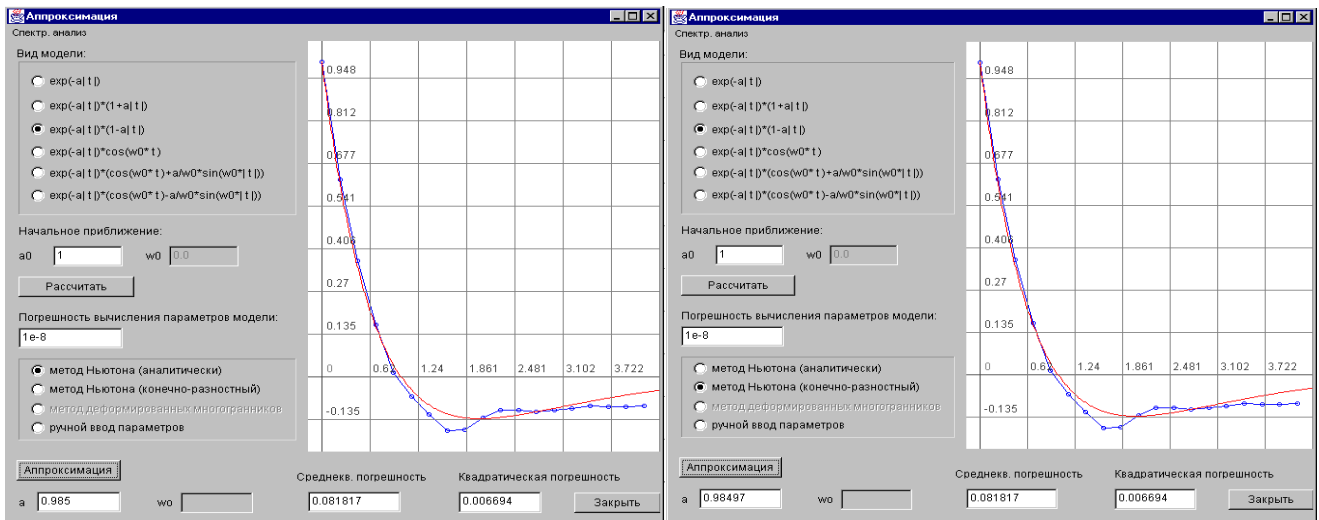 Аппроксимация
Спектр. анализ
Вид модели:
exp(-a| t |)
exp(-a| t |)*(1+a| t |)
exp(-a| t |)*(1-a| t |)
exp(-a| t |)*cos(w0* t )
exp(-a| t |)*(cos(w0* t )+a/w0*sin(w0*| t |))
exp(-a| t |)*(cos(w0* t )-a/w0*sin(w0*| t |))
Начальное приближение:
a0 1 w0 0.0
Рассчитать
Погрешность вычисления параметров модели:
1e-8
метод Ньютона (аналитически)
метод Ньютона (конечно-разностный)
метод деформированных многогранников
ручной ввод параметров
Аппроксимация
a 0.985 wo
0.948
0.812
0.677
0.541
0.406
0.27
0.135
0 0.62 1.24 1.861 2.481 3.102 3.722
-0.135
Среднекв. погрешность Квадратическая погрешность
0.081817 0.006694 Закрыть
Аппроксимация
Спектр. анализ
Вид модели:
exp(-a| t |)
exp(-a| t |)*(1+a| t |)
exp(-a| t |)*(1-a| t |)
exp(-a| t |)*cos(w0* t )
exp(-a| t |)*(cos(w0* t )+a/w0*sin(w0*| t |))
exp(-a| t |)*(cos(w0* t )-a/w0*sin(w0*| t |))
Начальное приближение:
a0 1 w0 0.0
Рассчитать
Погрешность вычисления параметров модели:
1e-8
метод Ньютона (аналитически)
метод Ньютона (конечно-разностный)
метод деформированных многогранников
ручной ввод параметров
Аппроксимация
a 0.98497 wo
0.948
0.812
0.677
0.541
0.406
0.27
0.135
0 0.62 1.24 1.861 2.481 3.102 3.722
-0.135
Среднекв. погрешность Квадратическая погрешность
0.081817 0.006694 Закрыть